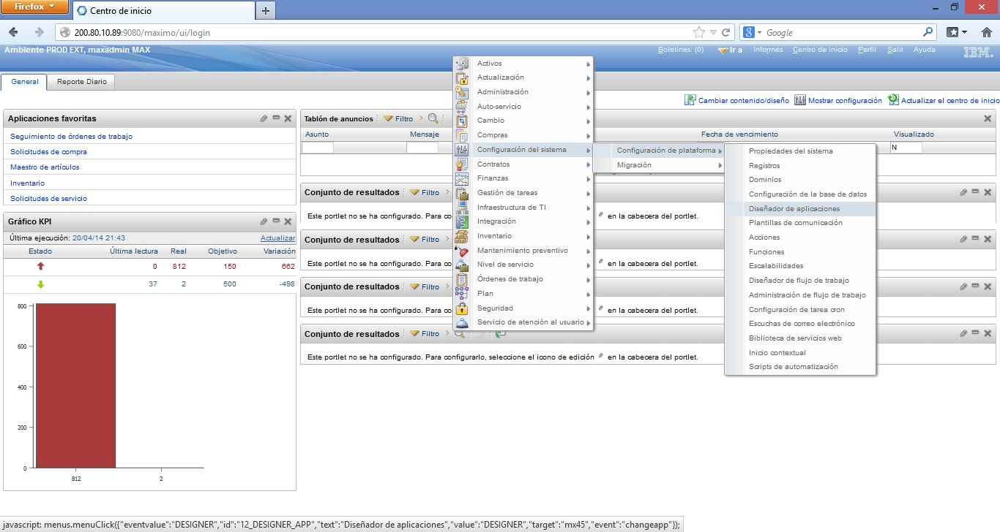 Firefox
Centro de inicio
200.80.10.89:9080/maximo/ui/login
Google
Ambiente PROD EXT, maxadmin MAX
Boletines: (0)
Ir a
Informes
Centro de inicio
Perfil
Salir
Ayuda
IBM.
General
Reporte Diario
Cambiar contenido/diseño
Mostrar configuración
Actualizar el centro de inicio
Aplicaciones favoritas
Seguimiento de órdenes de trabajo
Solicitudes de compra
Maestro de artículos
Inventario
Solicitudes de servicio
Gráfico KPI
Última ejecución: 20/04/14 21:43
Actualizar
Estado Última lectura Real Objetivo Variación
0 812 150 662
37 2 500 -498
800
600
400
200
0
812
2
Tablón de anuncios
Filtro
Asunto
Mensaje
Fecha de vencimiento
Visualizado
N
Conjunto de resultados
Filtro
Este portlet no se ha configurado. Para co
en la cabecera del portlet.
Conjunto de resultados
Filtro
Este portlet no se ha configurado. Para co
en la cabecera del portlet.
Conjunto de resultados
Filtro
Este portlet no se ha configurado. Para co
en la cabecera del portlet.
Conjunto de resultados
Filtro
Este portlet no se ha configurado. Para configurarlo, seleccione el icono de edición en la cabecera del portlet.
Activos
Actualización
Administración
Auto-servicio
Cambio
Compras
Configuración del sistema
Contratos
Finanzas
Gestión de tareas
Infraestructura de TI
Integración
Inventario
Mantenimiento preventivo
Nivel de servicio
Órdenes de trabajo
Plan
Seguridad
Servicio de atención al usuario
Configuración de plataforma
Migración
Propiedades del sistema
Registros
Dominios
Configuración de la base de datos
Diseñador de aplicaciones
Plantillas de comunicación
Acciones
Funciones
Escalabilidades
Diseñador de flujo de trabajo
Administración de flujo de trabajo
Configuración de tarea cron
Escuchas de correo electrónico
Biblioteca de servicios web
Inicio contextual
Scripts de automatización
javascript: menus.menuClick({"eventvalue":"DESIGNER","id":"12_DESIGNER_APP","text":"Diseñador de aplicaciones","value":"DESIGNER","target":"mx45","event":"changeapp"});